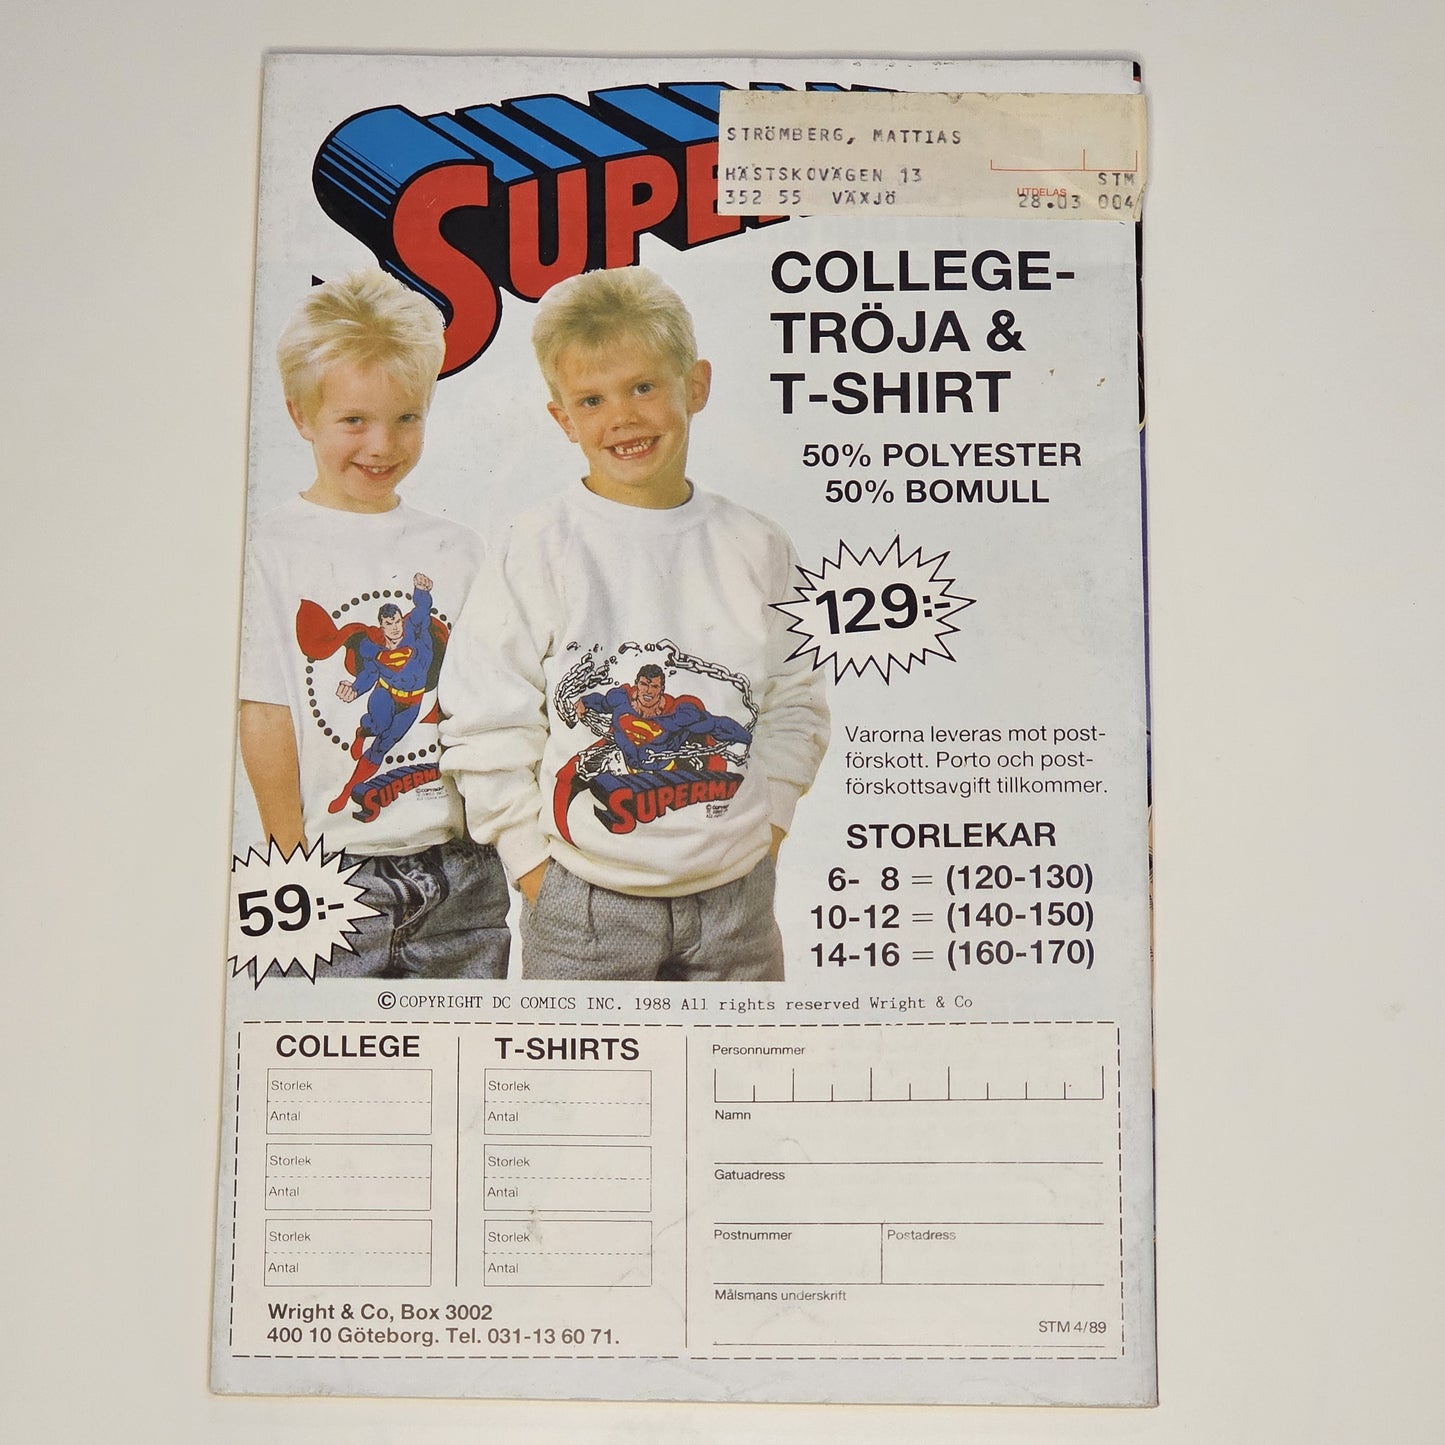 SUPE
STRÖMBERG, MATTIAS
HÄSTSKOVÄGEN 13
STM
352 55 VÄXJÖ
UTDELAS
28.03 004
COLLEGE-
TRÖJA &
T-SHIRT
50% POLYESTER
50% BOMULL
129:-
SUPERM
SUPERMA
Varorna leveras mot post-
förskott. Porto och post-
förskottsavgift tillkommer.
STORLEKAR
6- 8 = (120-130)
10-12 = (140-150)
14-16 = (160-170)
59:-
©COPYRIGHT DC COMICS INC. 1988 All rights reserved Wright & Co
COLLEGE
Storlek
Antal
Storlek
Antal
Storlek
Antal
T-SHIRTS
Storlek
Antal
Storlek
Antal
Storlek
Antal
Wright & Co, Box 3002
400 10 Göteborg. Tel. 031-13 60 71.
Personnummer
Namn
Gatuadress
Postnummer
Postadress
Målsmans underskrift
STM 4/89